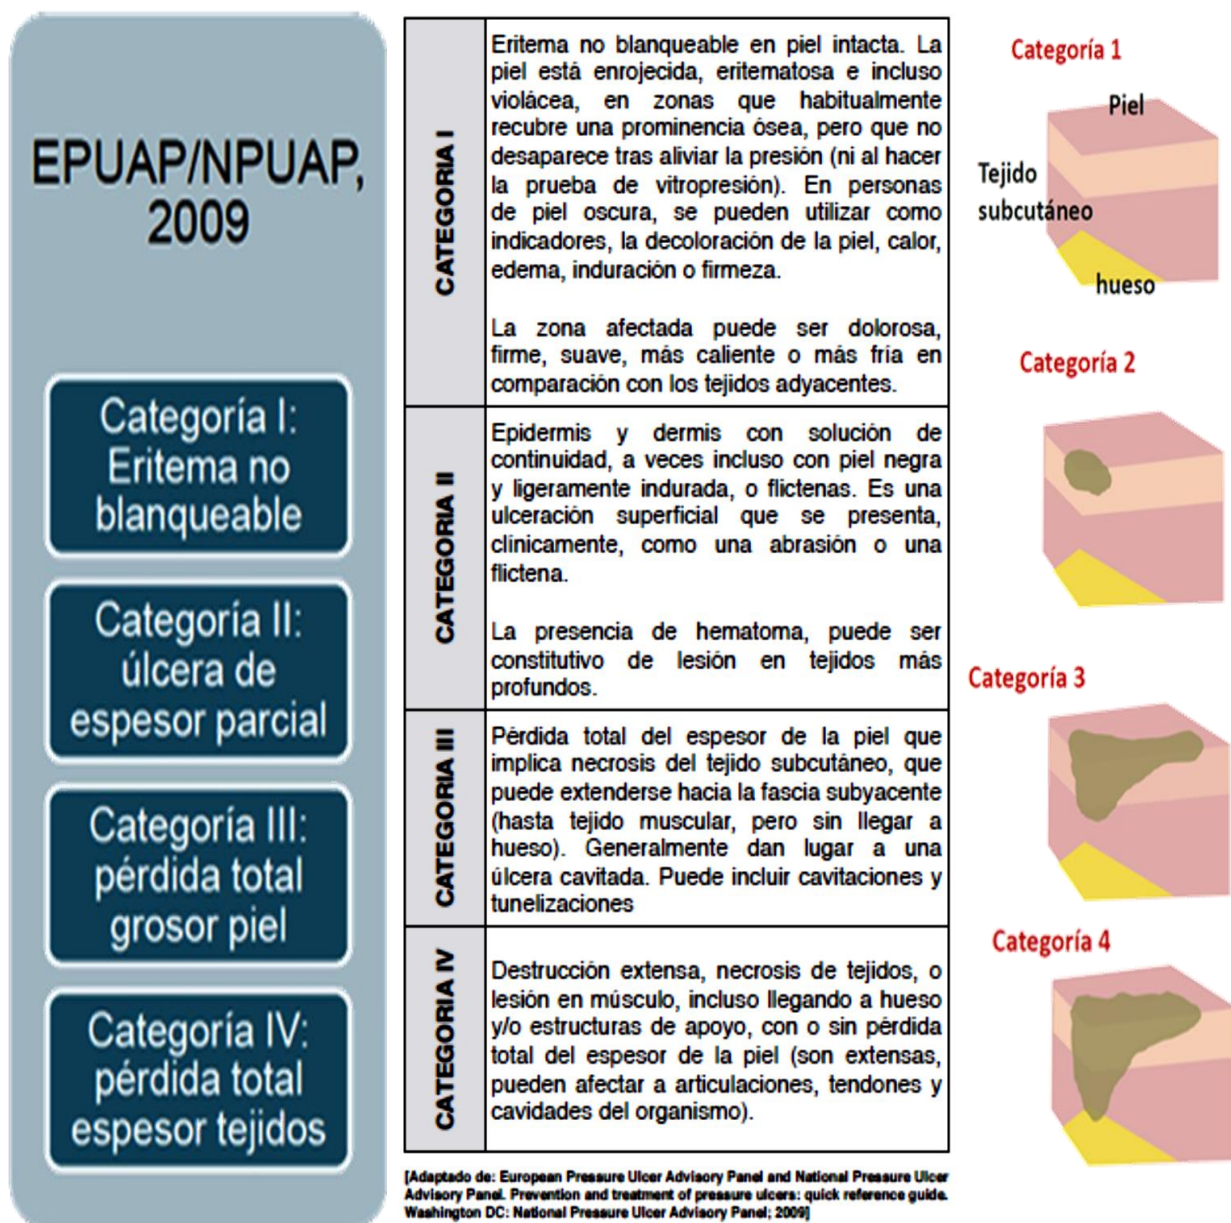 EPUAP/NPUAP,
2009
Categoría I:
Eritema no
blanqueable
Categoría II:
úlcera de
espesor parcial
Categoría III:
pérdida total
grosor piel
Categoría IV:
pérdida total
espesor tejidos
CATEGORIA I
Eritema no blanqueable en piel intacta. La
piel está enrojecida, eritematosa e incluso
violácea, en zonas que habitualmente
recubre una prominencia ósea, pero que no
desaparece tras aliviar la presión (ni al hacer
la prueba de vitropresión). En personas
de piel oscura, se pueden utilizar como
indicadores, la decoloración de la piel, calor,
edema, induración o firmeza.
La zona afectada puede ser dolorosa,
firme, suave, más caliente o más fría en
comparación con los tejidos adyacentes.
CATEGORIA II
Epidermis y dermis con solución de
continuidad, a veces incluso con piel negra
y ligeramente indurada, o flictenas. Es una
ulceración superficial que se presenta,
clínicamente, como una abrasión o una
flictena.
La presencia de hematoma, puede ser
constitutivo de lesión en tejidos más
profundos.
CATEGORIA III
Pérdida total del espesor de la piel que
implica necrosis del tejido subcutáneo, que
puede extenderse hacia la fascia subyacente
(hasta tejido muscular, pero sin llegar a
hueso). Generalmente dan lugar a una
úlcera cavitada. Puede incluir cavitaciones y
tunelizaciones
CATEGORIA IV
Destrucción extensa, necrosis de tejidos, o
lesión en músculo, incluso llegando a hueso
y/o estructuras de apoyo, con o sin pérdida
total del espesor de la piel (son extensas,
pueden afectar a articulaciones, tendones y
cavidades del organismo).
[Adaptado de: European Pressure Ulcer Advisory Panel and National Pressure Ulcer
Advisory Panel. Prevention and treatment of pressure ulcers: quick reference guide.
Washington DC: National Pressure Ulcer Advisory Panel; 2009]
Categoría 1
Piel
Tejido
subcutáneo
hueso
Categoría 2
Categoría 3
Categoría 4